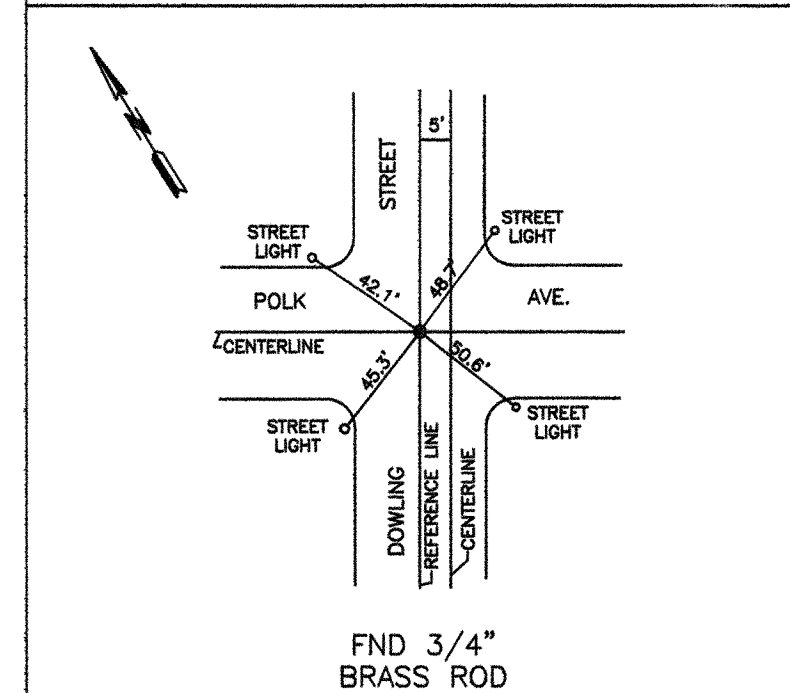 5'
STREET
STREET
LIGHT
STREET
LIGHT
42.1'
48.7'
POLK
AVE.
CENTERLINE
45.3'
50.6'
STREET
LIGHT
STREET
LIGHT
DOWLING
REFERENCE LINE
CENTERLINE
FND 3/4"
BRASS ROD